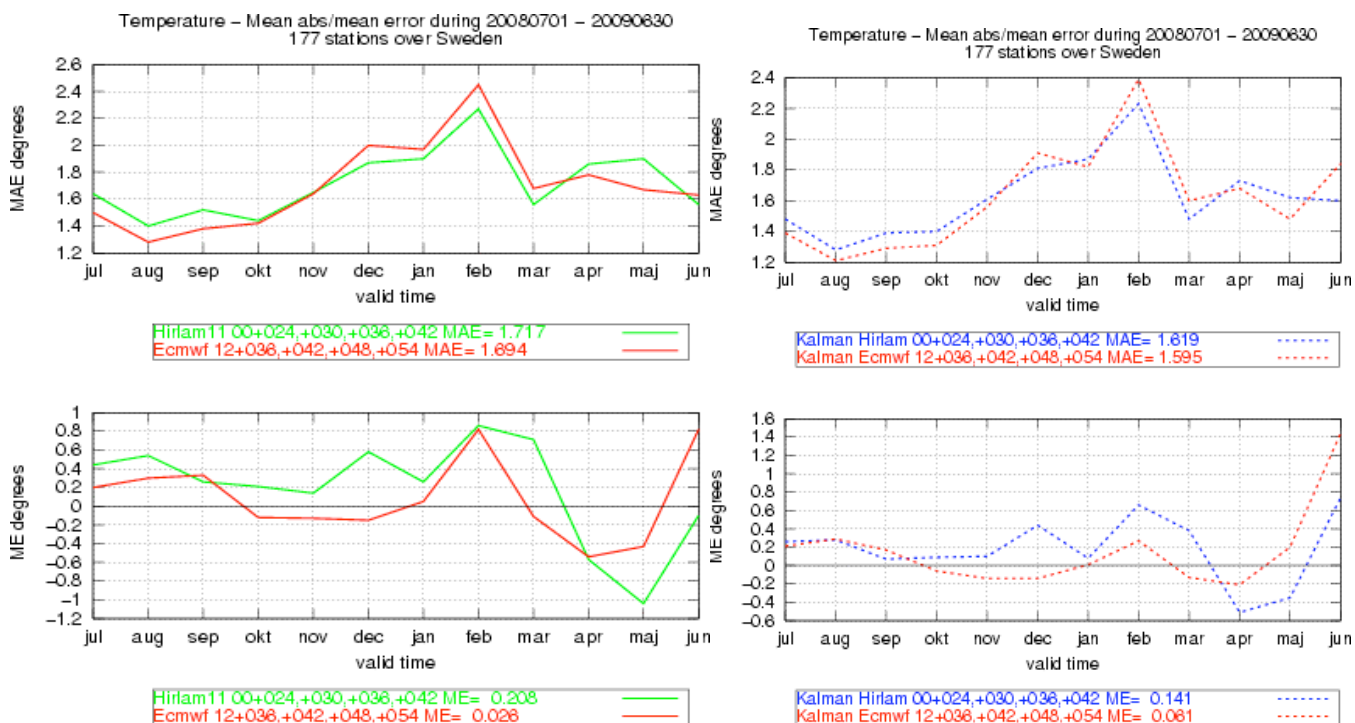 Temperature - Mean abs/mean error during 20080701 - 20090630
177 stations over Sweden
MAE degrees
2.6
2.4
2.2
2
1.8
1.6
1.4
1.2
jul aug sep okt nov dec jan feb mar apr maj jun
valid time
Hirlam11 00+024,+030,+036,+042 MAE= 1.717
Ecmwf 12+036,+042,+048,+054 MAE= 1.694
ME degrees
1
0.8
0.6
0.4
0.2
0
-0.2
-0.4
-0.6
-0.8
-1
-1.2
jul aug sep okt nov dec jan feb mar apr maj jun
valid time
Hirlam11 00+024,+030,+036,+042 ME= 0.208
Ecmwf 12+036,+042,+048,+054 ME= 0.026
Temperature - Mean abs/mean error during 20080701 - 20090630
177 stations over Sweden
MAE degrees
2.4
2.2
2
1.8
1.6
1.4
1.2
jul aug sep okt nov dec jan feb mar apr maj jun
valid time
Kalman Hirlam 00+024,+030,+036,+042 MAE= 1.619
Kalman Ecmwf 12+036,+042,+048,+054 MAE= 1.595
ME degrees
1.6
1.4
1.2
1
0.8
0.6
0.4
0.2
0
-0.2
-0.4
-0.6
jul aug sep okt nov dec jan feb mar apr maj jun
valid time
Kalman Hirlam 00+024,+030,+036,+042 ME= 0.141
Kalman Ecmwf 12+036,+042,+048,+054 ME= 0.061